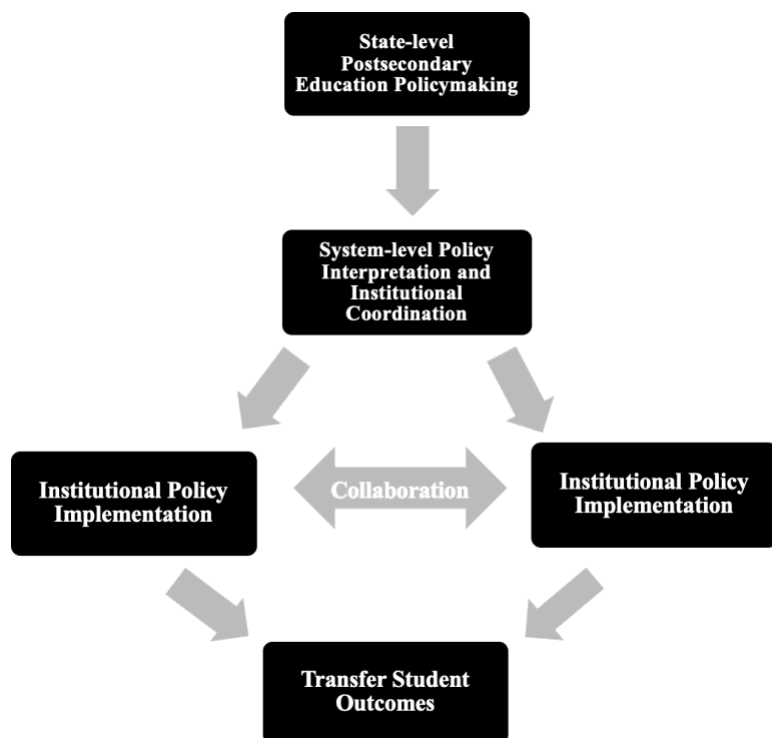 State-level
Postsecondary
Education Policymaking
System-level Policy
Interpretation and
Institutional
Coordination
Institutional Policy
Implementation
Collaboration
Institutional Policy
Implementation
Transfer Student
Outcomes